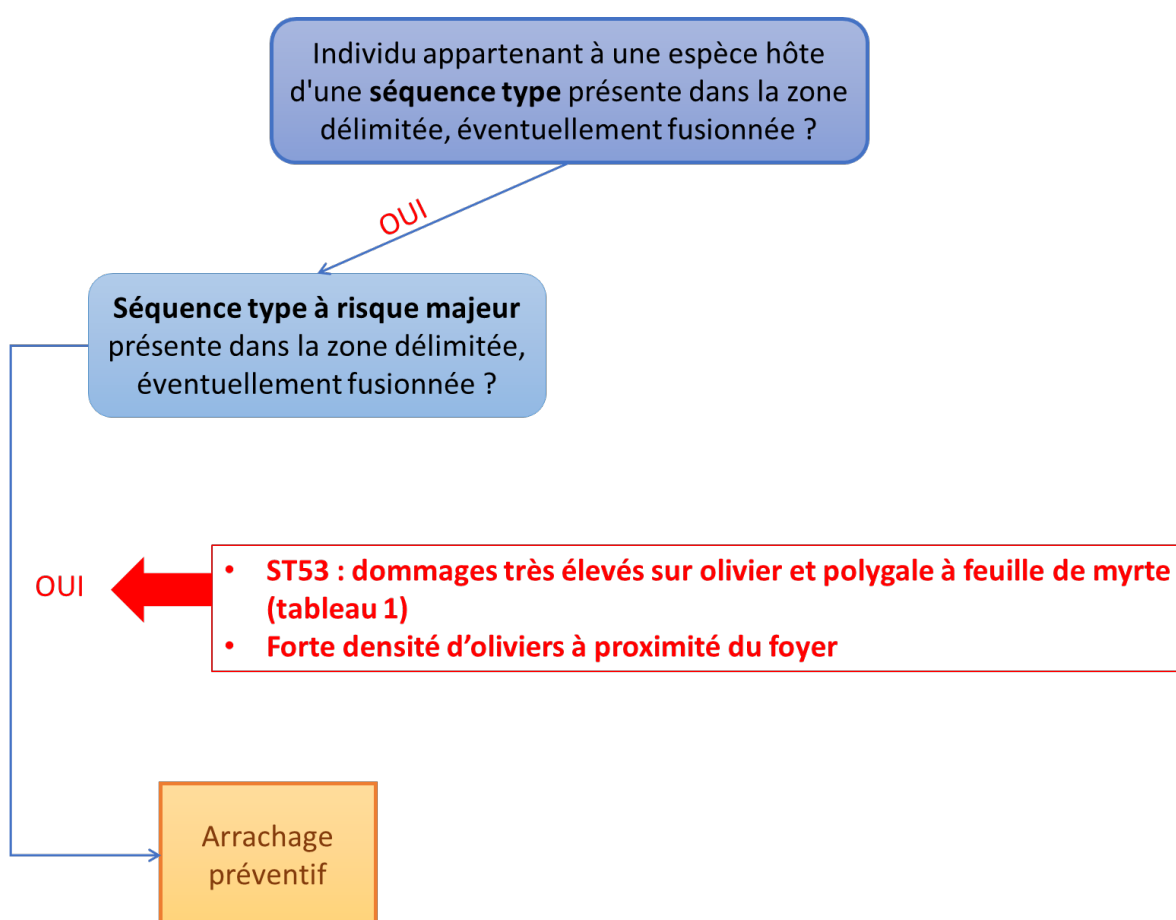 Individu appartenant à une espèce hôte
d'une séquence type présente dans la zone
délimitée, éventuellement fusionnée ?
OUI
Séquence type à risque majeur
présente dans la zone délimitée,
éventuellement fusionnée ?
OUI
• ST53 : dommages très élevés sur olivier et polygale à feuille de myrte
(tableau 1)
• Forte densité d’oliviers à proximité du foyer
Arrachage
préventif